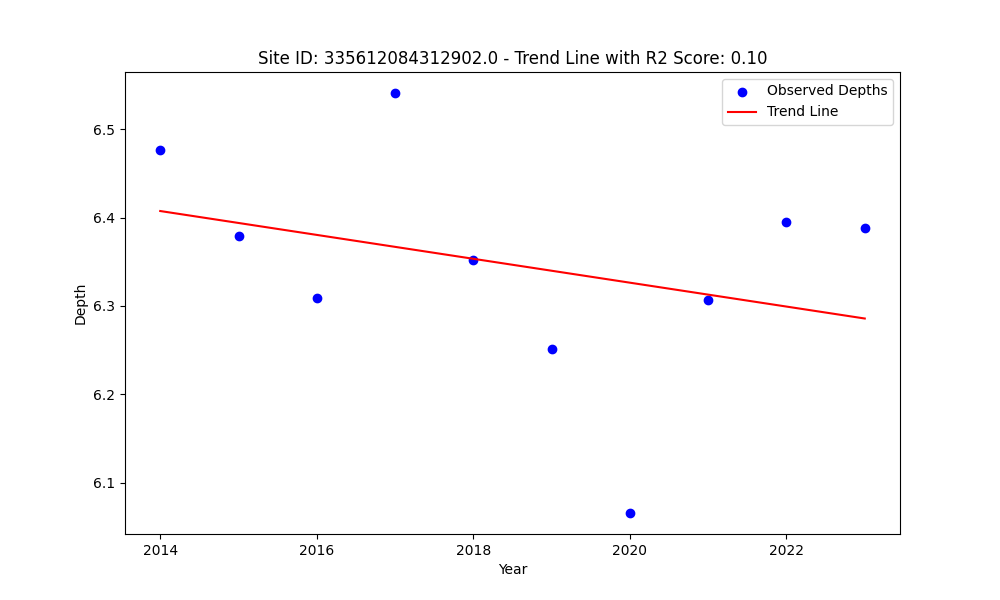 Site ID: 335612084312902.0 - Trend Line with R2 Score: 0.10
Observed Depths
Trend Line
6.5
6.4
6.3
6.2
6.1
Depth
2014
2016
2018
2020
2022
Year